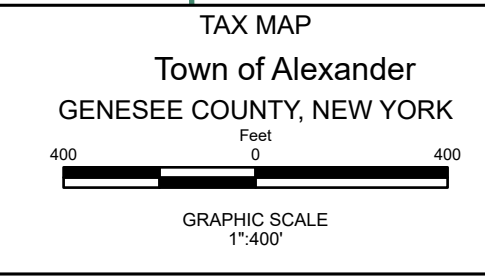 TAX MAP
Town of Alexander
GENESEE COUNTY, NEW YORK
Feet
400 0 400
GRAPHIC SCALE
1":400'